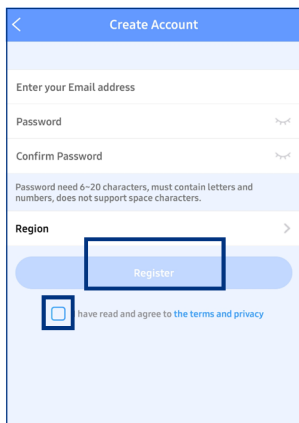 Create Account
Enter your Email address
Password
Confirm Password
Password need 6~20 characters, must contain letters and
numbers, does not support space characters.
Region
Register
have read and agree to the terms and privacy